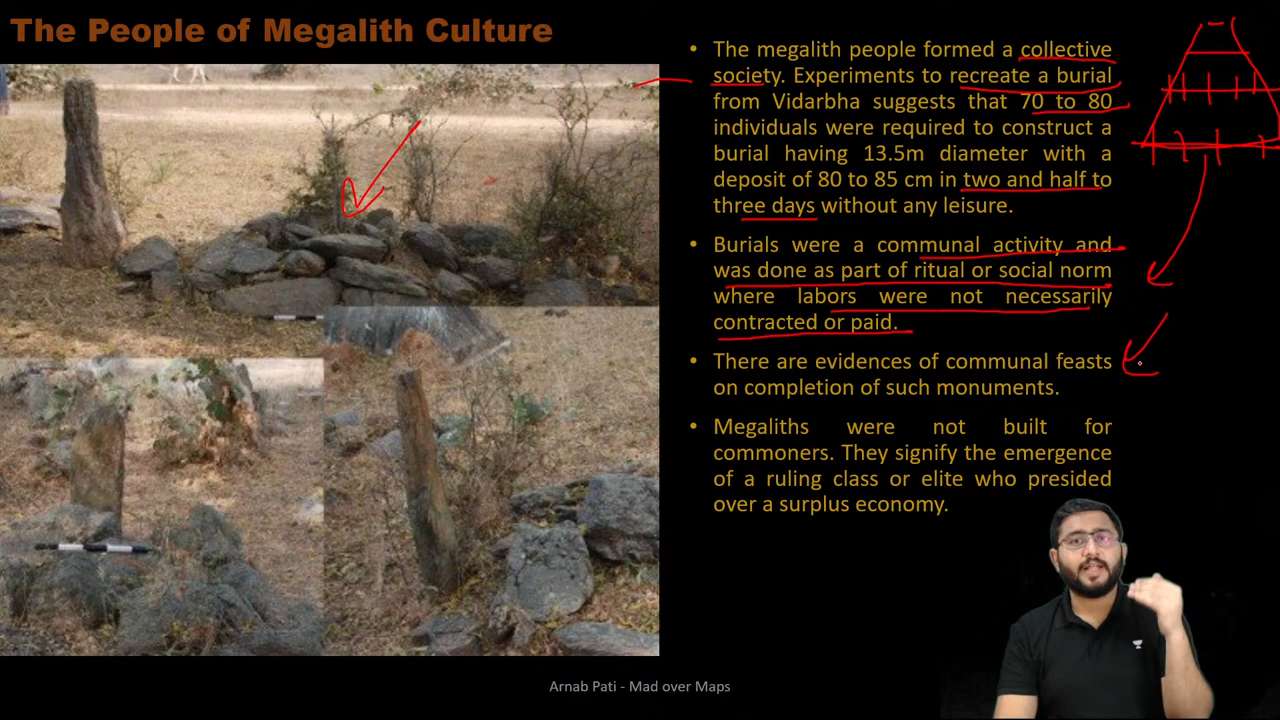 The People of Megalith Culture
• The megalith people formed a collective
society. Experiments to recreate a burial
from Vidarbha suggests that 70 to 80
individuals were required to construct a
burial having 13.5m diameter with a
deposit of 80 to 85 cm in two and half to
three days without any leisure.
• Burials were a communal activity and
was done as part of ritual or social norm
where labors were not necessarily
contracted or paid.
• There are evidences of communal feasts
on completion of such monuments.
• Megaliths were not built for
commoners. They signify the emergence
of a ruling class or elite who presided
over a surplus economy.
Arnab Pati - Mad over Maps